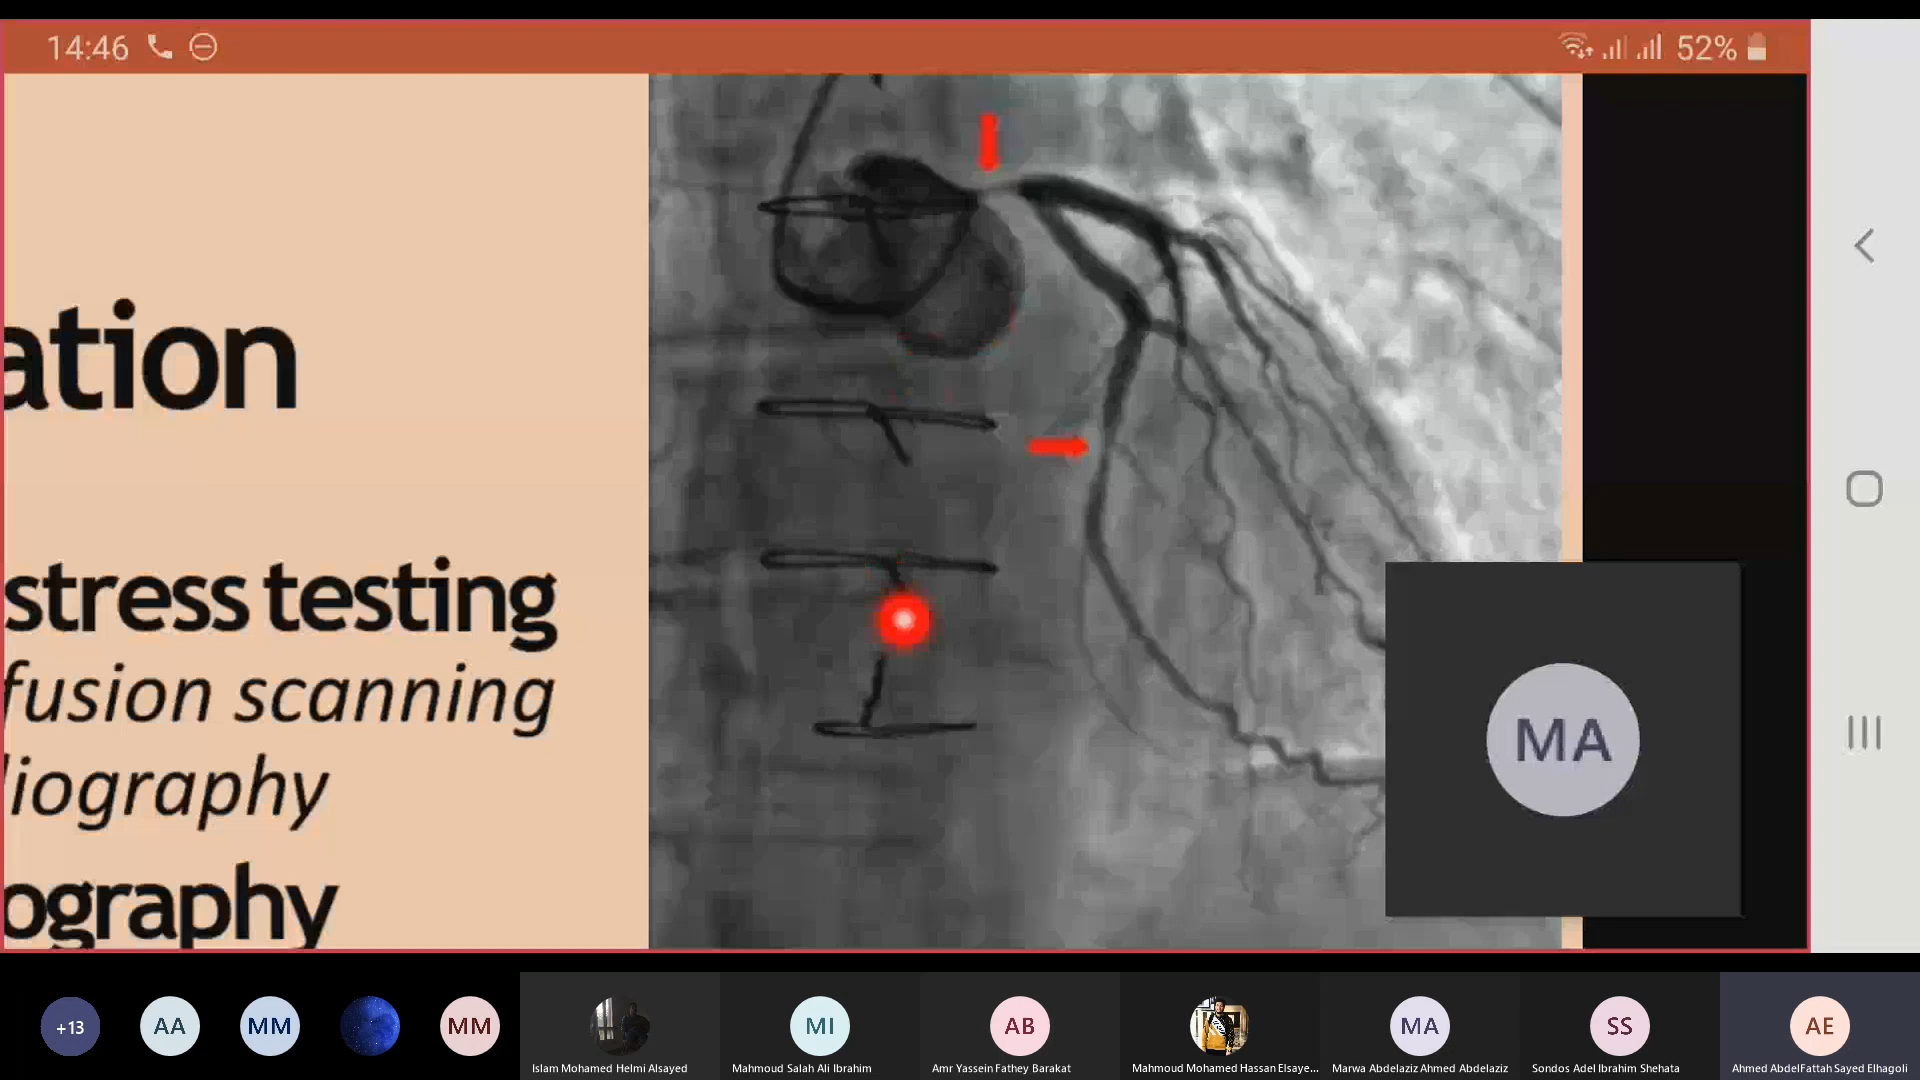 14:46
52%
ation
stress testing
fusion scanning
liography
ography
MA
+13
AA
MM
MM
MI
AB
MA
SS
AE
Islam Mohamed Helmi Alsayed
Mahmoud Salah Ali Ibrahim
Amr Yassein Fathey Barakat
Mahmoud Mohamed Hassan Elsaye...
Marwa Abdelaziz Ahmed Abdelaziz
Sondos Adel Ibrahim Shehata
Ahmed AbdelFattah Sayed Elhagoli